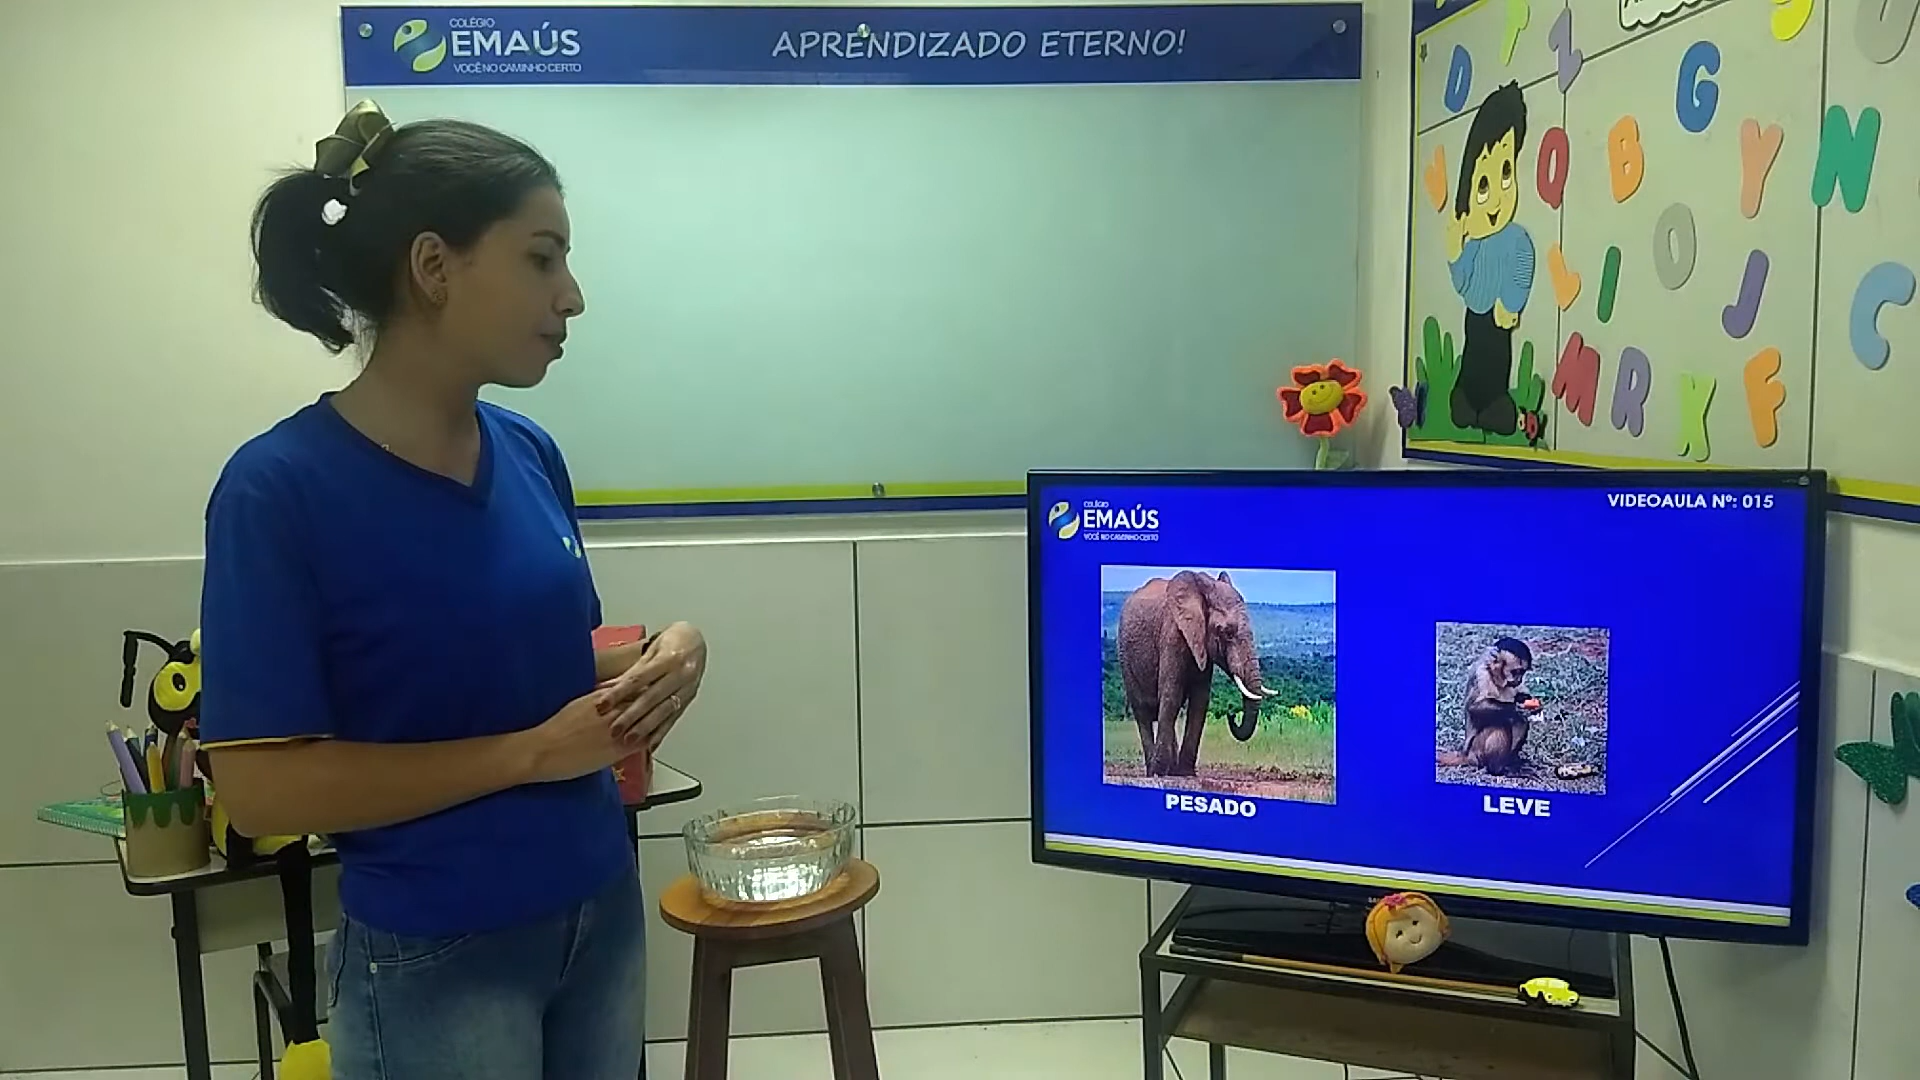 COLÉGIO
EMAÚS
VOCÊ NO CAMINHO CERTO
APRENDIZADO ETERNO!
D
Z
G
V
Q
B
Y
N
L
I
O
J
C
M
R
X
F
COLÉGIO
EMAÚS
VOCÊ NO CAMINHO CERTO
VIDEOAULA Nº: 015
PESADO
LEVE